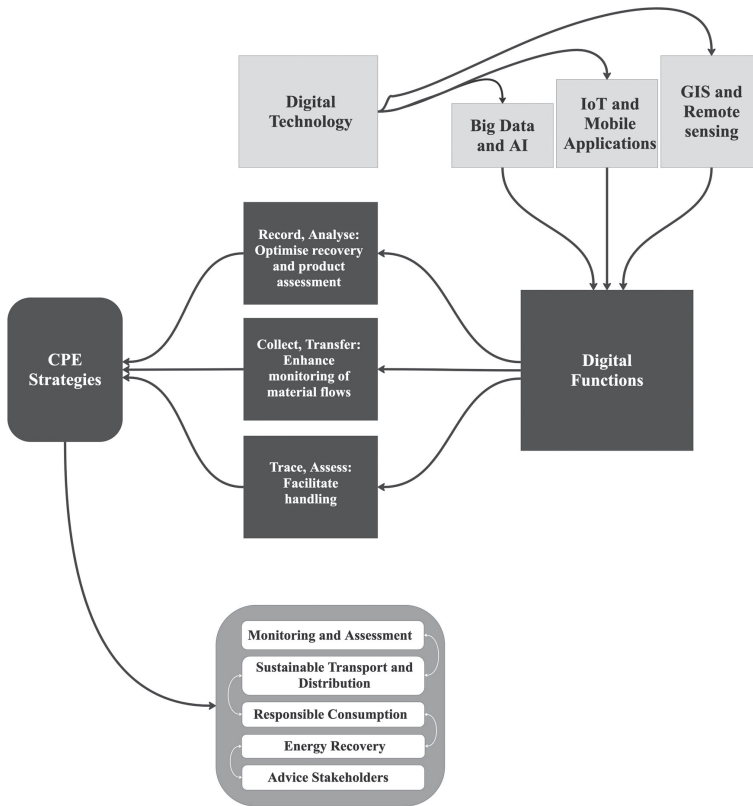 Digital
Technology
Big Data
and AI
IoT and
Mobile
Applications
GIS and
Remote
sensing
Record, Analyse:
Optimise recovery
and product
assessment
CPE
Strategies
Collect, Transfer:
Enhance
monitoring of
material flows
Digital
Functions
Trace, Assess:
Facilitate
handling
Monitoring and Assessment
Sustainable Transport and
Distribution
Responsible Consumption
Energy Recovery
Advice Stakeholders